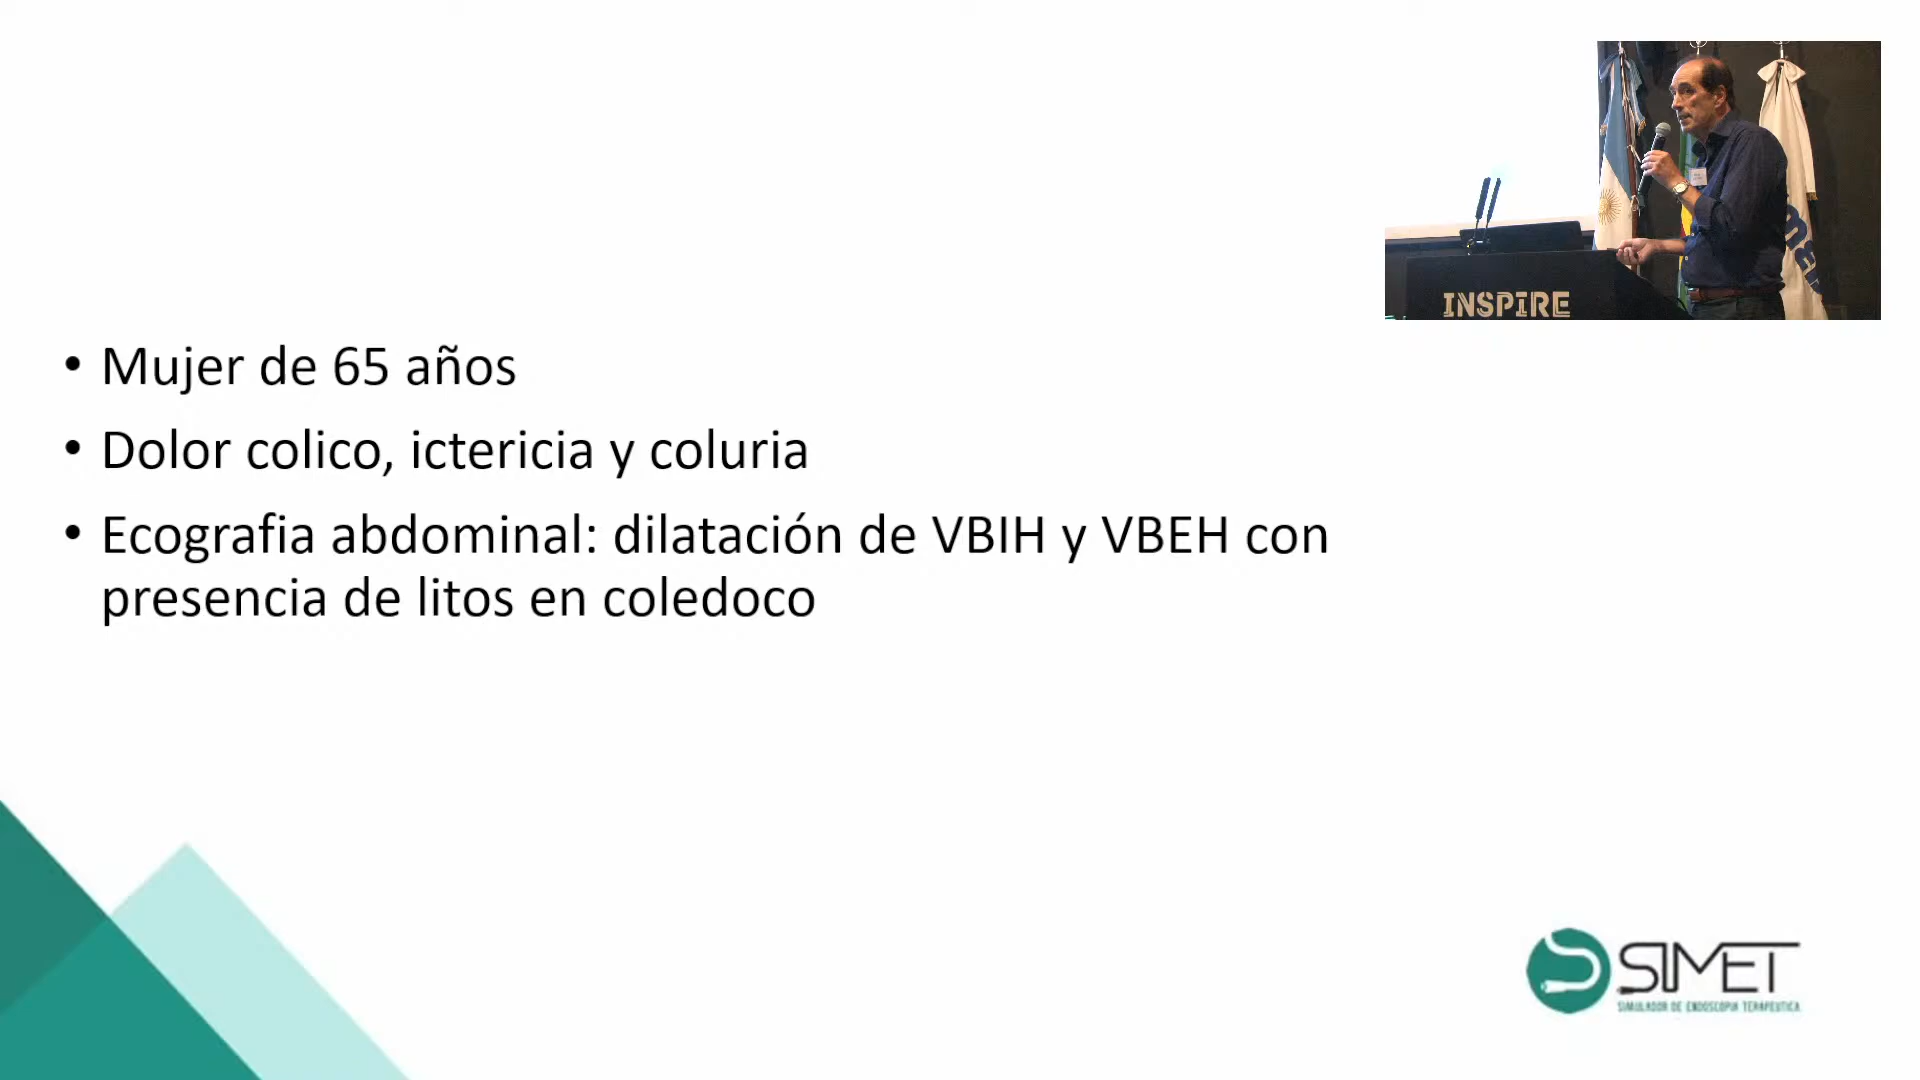 INSPIRE
• Mujer de 65 años
• Dolor colico, ictericia y coluria
• Ecografia abdominal: dilatación de VBIH y VBEH con
presencia de litos en coledoco
SIMET
SIMULADOR DE ENDOSCOPIA TERAPEUTICA